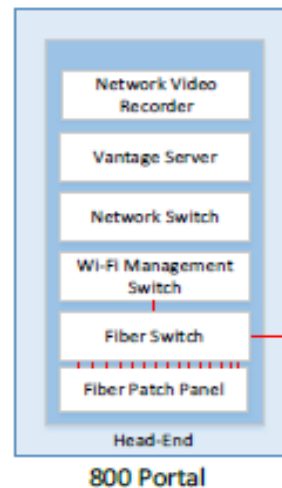 Network Video
Recorder
Vantage Server
Network Switch
Wi-Fi Management
Switch
Fiber Switch
Fiber Patch Panel
Head-End
800 Portal